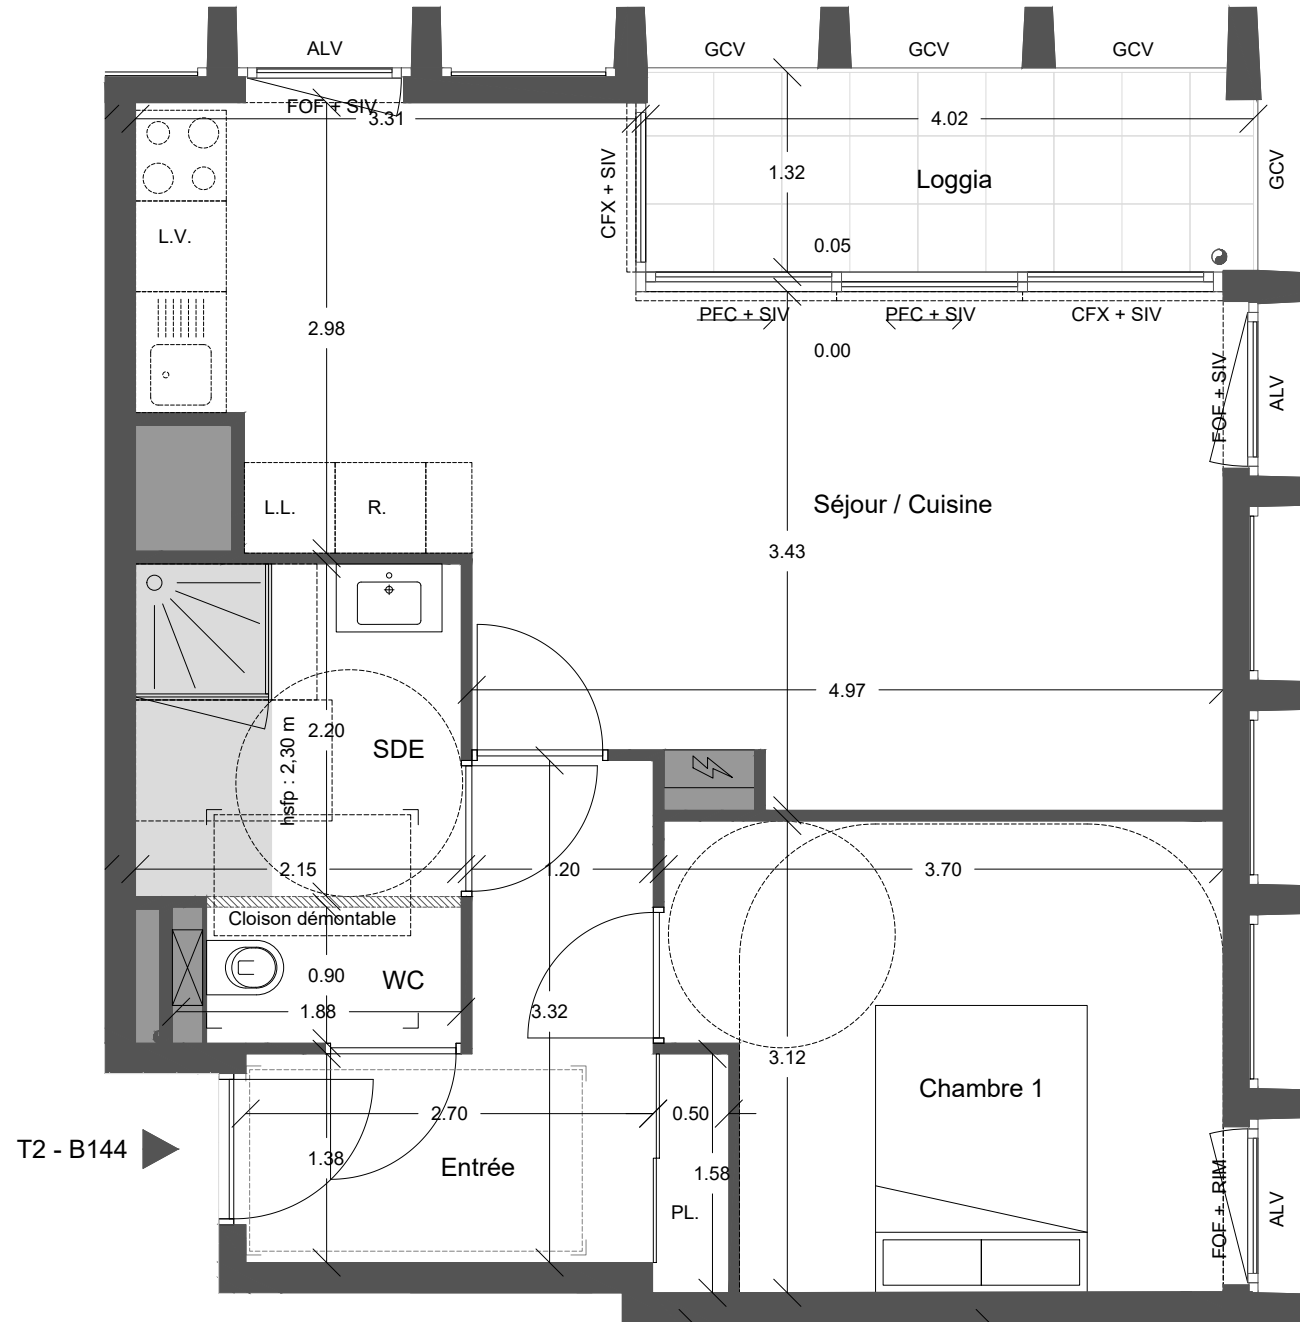 ALV
GCV
GCV
GCV
FOF + SIV
3.31
4.02
CFX + SIV
1.32
Loggia
GCV
L.V.
0.05
2.98
PFC + SIV
PFC + SIV
CFX + SIV
0.00
FOF + SIV
ALV
L.L.
R.
Séjour / Cuisine
3.43
4.97
2.20
SDE
hsfp : 2,30 m
2.15
1.20
3.70
Cloison démontable
0.90
WC
1.88
3.32
3.12
Chambre 1
2.70
0.50
T2 - B144
1.38
Entrée
1.58
PL.
FOF + RIM
ALV